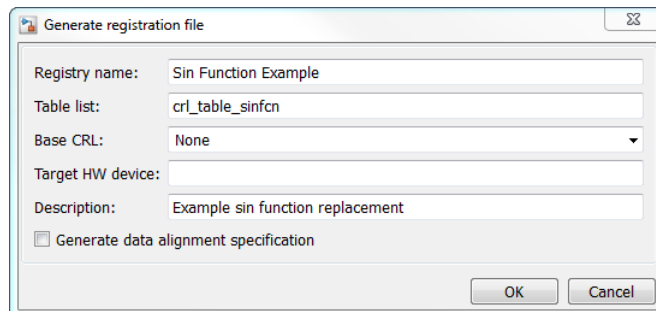 Generate registration file
Registry name: Sin Function Example
Table list: crl_table_sinfcn
Base CRL: None
Target HW device:
Description: Example sin function replacement
Generate data alignment specification
OK Cancel